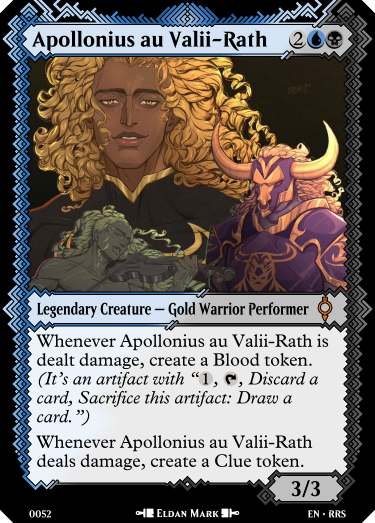 Apollonius au Valii-Rath 2
Legendary Creature — Gold Warrior Performer
Whenever Apollonius au Valii-Rath is
dealt damage, create a Blood token.
(It's an artifact with “1, , Discard a
card, Sacrifice this artifact: Draw a
card.”)
Whenever Apollonius au Valii-Rath
deals damage, create a Clue token.
3/3
0052 Eldan Mark EN • RRS